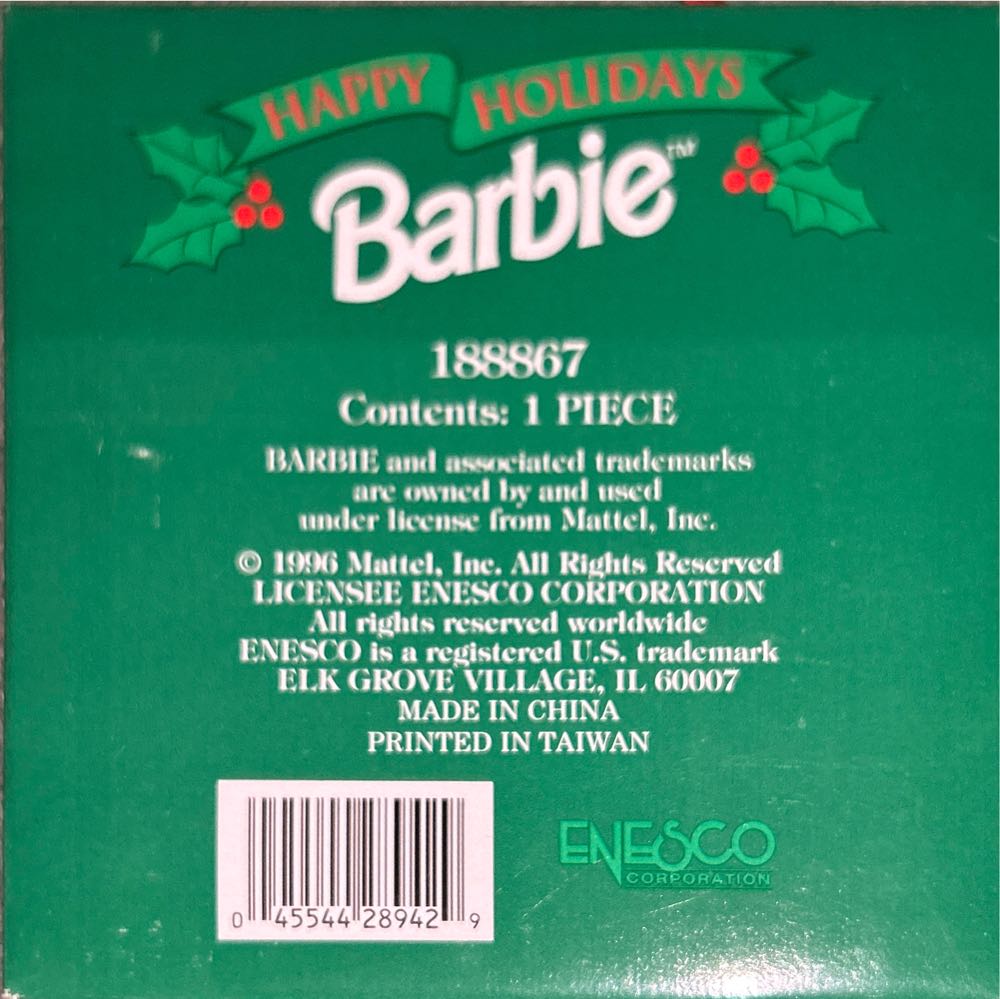 HAPPY HOLIDAYS
Barbie™
188867
Contents: 1 PIECE
BARBIE and associated trademarks
are owned by and used
under license from Mattel, Inc.
© 1996 Mattel, Inc. All Rights Reserved
LICENSEE ENESCO CORPORATION
All rights reserved worldwide
ENESCO is a registered U.S. trademark
ELK GROVE VILLAGE, IL 60007
MADE IN CHINA
PRINTED IN TAIWAN
0 45544 28942 9
ENESCO
CORPORATION